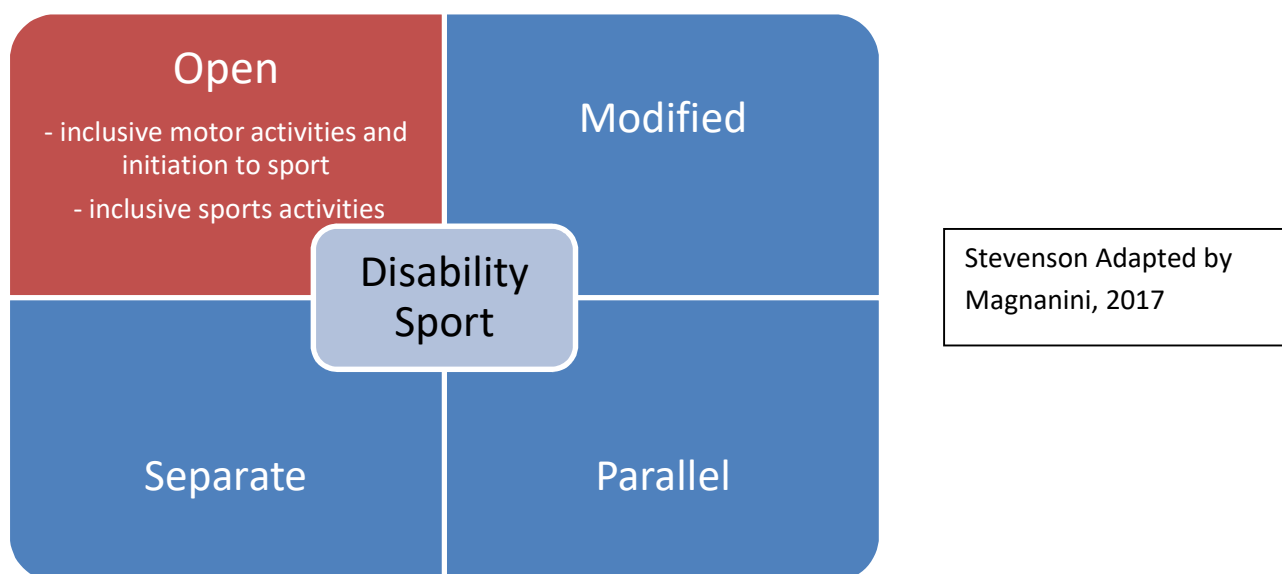 Open
- inclusive motor activities and
initiation to sport
- inclusive sports activities
Modified
Disability
Sport
Separate
Parallel
Stevenson Adapted by
Magnanini, 2017